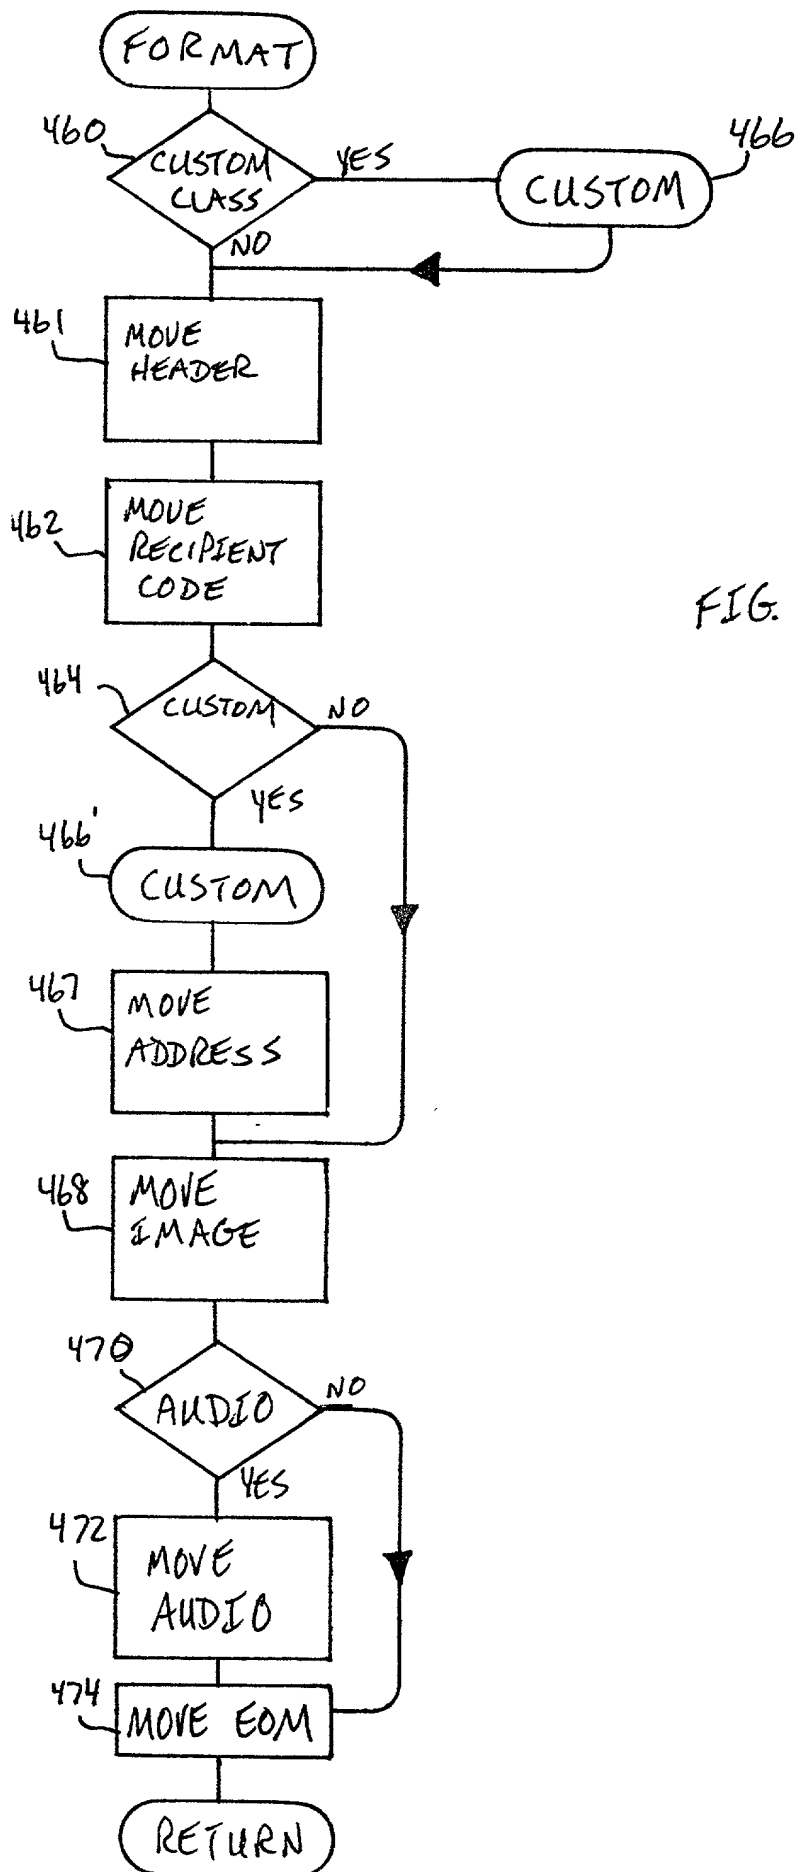 FORMAT
460
CUSTOM
CLASS
YES
466
CUSTOM
NO
461
MOVE
HEADER
462
MOVE
RECIPIENT
CODE
FIG.
464
CUSTOM
NO
YES
466'
CUSTOM
467
MOVE
ADDRESS
468
MOVE
IMAGE
470
AUDIO
NO
YES
472
MOVE
AUDIO
474
MOVE EOM
RETURN